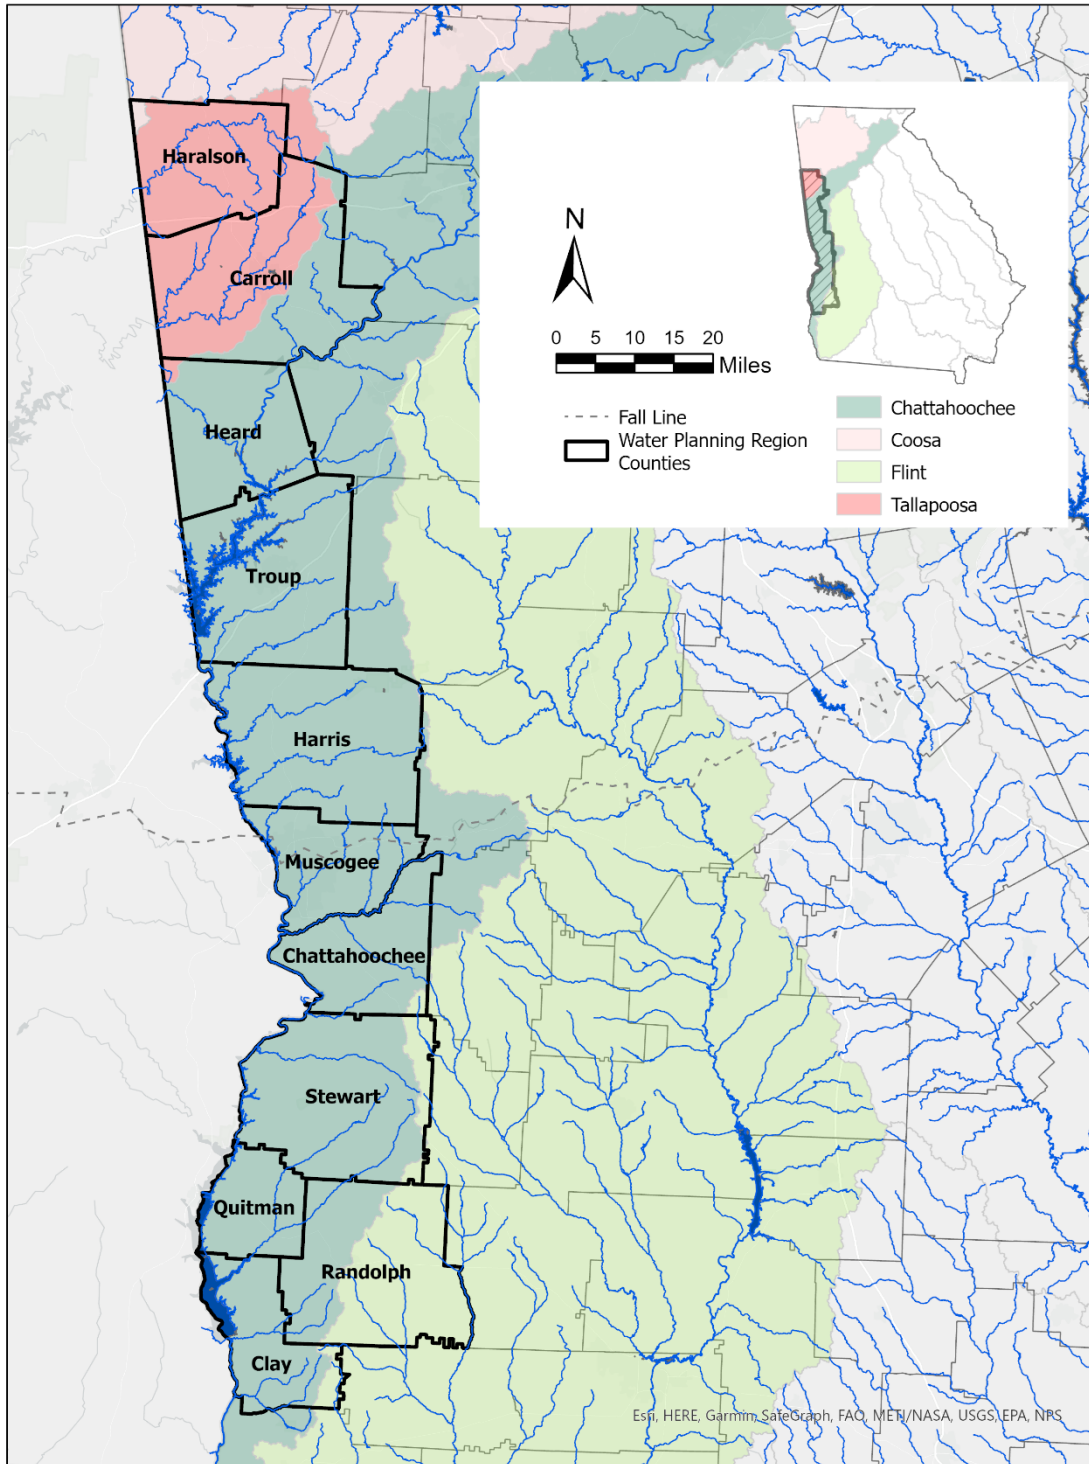 Haralson
Carroll
Heard
Troup
Harris
Muscogee
Chattahoochee
Stewart
Quitman
Randolph
Clay
N
0 5 10 15 20
Miles
Fall Line
Water Planning Region
Counties
Chattahoochee
Coosa
Flint
Tallapoosa
Esri, HERE, Garmin, SafeGraph, FAO, METI/NASA, USGS, EPA, NPS